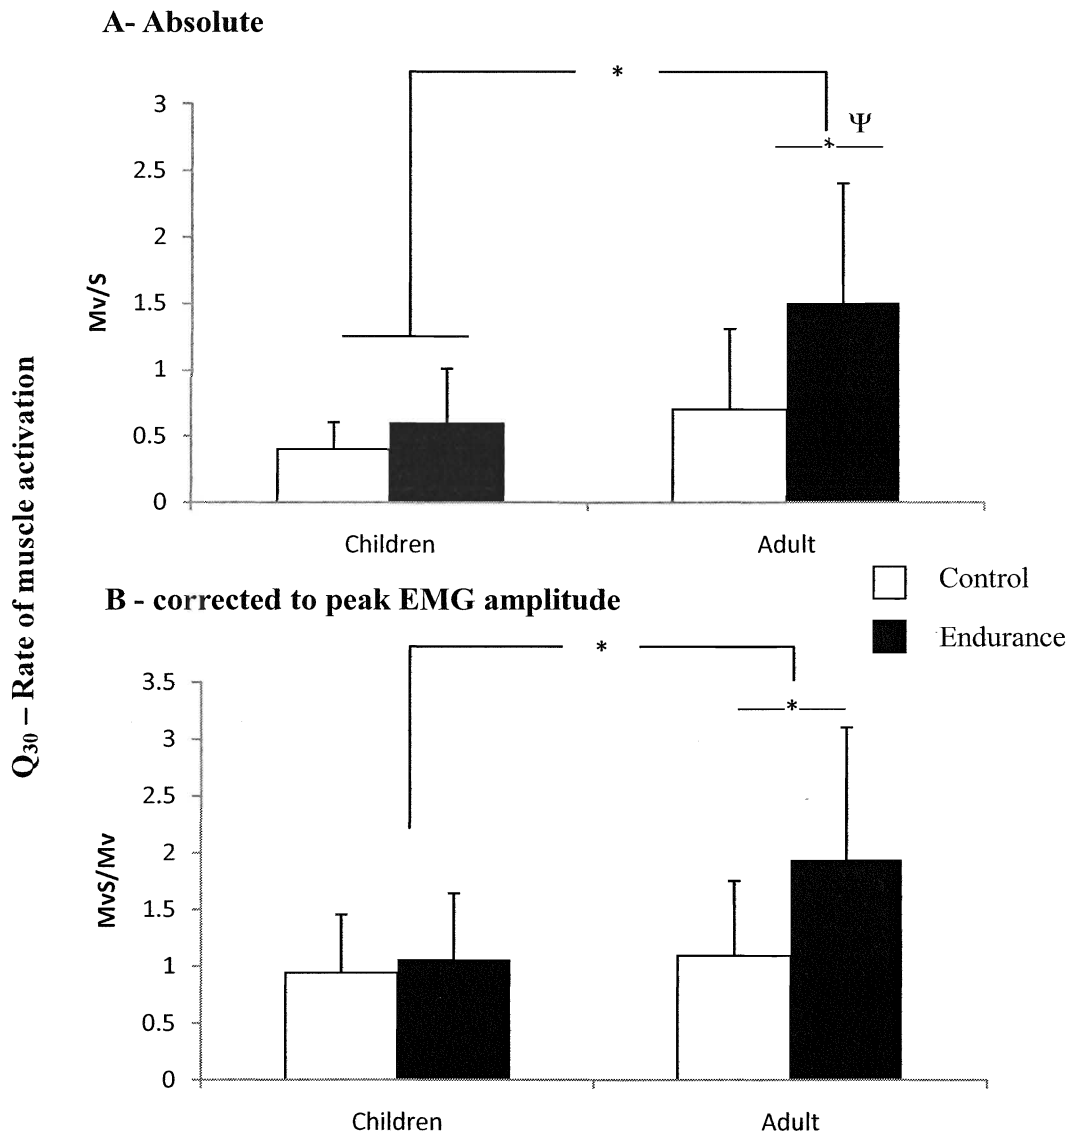 A- Absolute
*
3
Ψ
*
2.5
2
1.5
1
0.5
0
Mv/S
Children
Adult
Q30 – Rate of muscle activation
Control
Endurance
B - corrected to peak EMG amplitude
*
3.5
*
3
2.5
2
1.5
1
0.5
0
MvS/Mv
Children
Adult